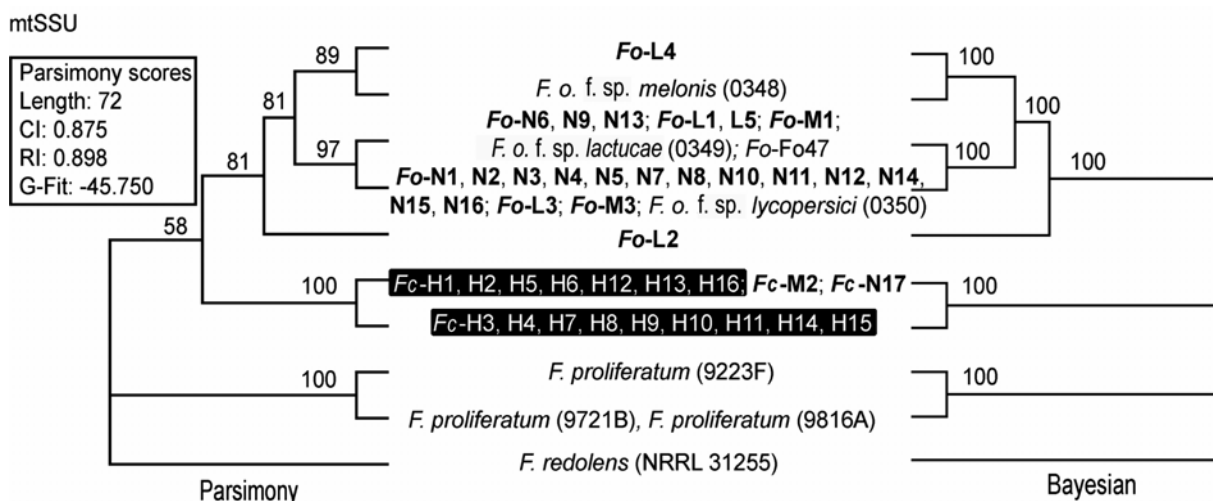 mtSSU
Parsimony scores
Length: 72
CI: 0.875
RI: 0.898
G-Fit: -45.750
89
81
81
97
58
100
100
Fo-L4
F. o. f. sp. melonis (0348)
Fo-N6, N9, N13; Fo-L1, L5; Fo-M1;
F. o. f. sp. lactucae (0349); Fo-Fo47
Fo-N1, N2, N3, N4, N5, N7, N8, N10, N11, N12, N14,
N15, N16; Fo-L3; Fo-M3; F. o. f. sp. lycopersici (0350)
Fo-L2
Fc-H1, H2, H5, H6, H12, H13, H16; Fc-M2; Fc-N17
Fc-H3, H4, H7, H8, H9, H10, H11, H14, H15
F. proliferatum (9223F)
F. proliferatum (9721B), F. proliferatum (9816A)
F. redolens (NRRL 31255)
100
100
100
100
100
100
Parsimony
Bayesian